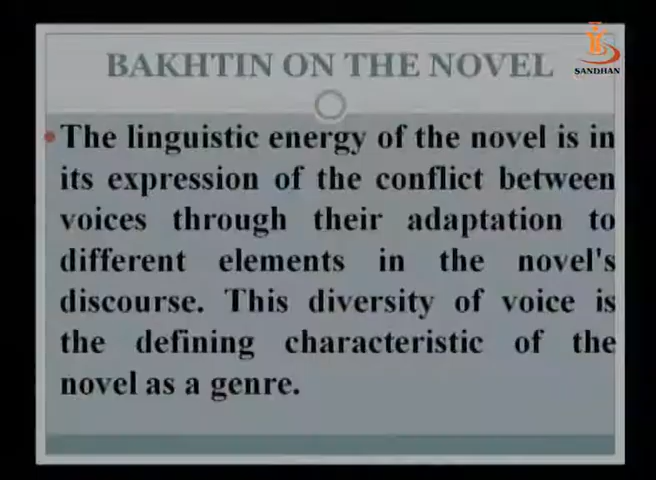 BAKHTIN ON THE NOVEL
SANDHAN
The linguistic energy of the novel is in
its expression of the conflict between
voices through their adaptation to
different elements in the novel's
discourse. This diversity of voice is
the defining characteristic of the
novel as a genre.